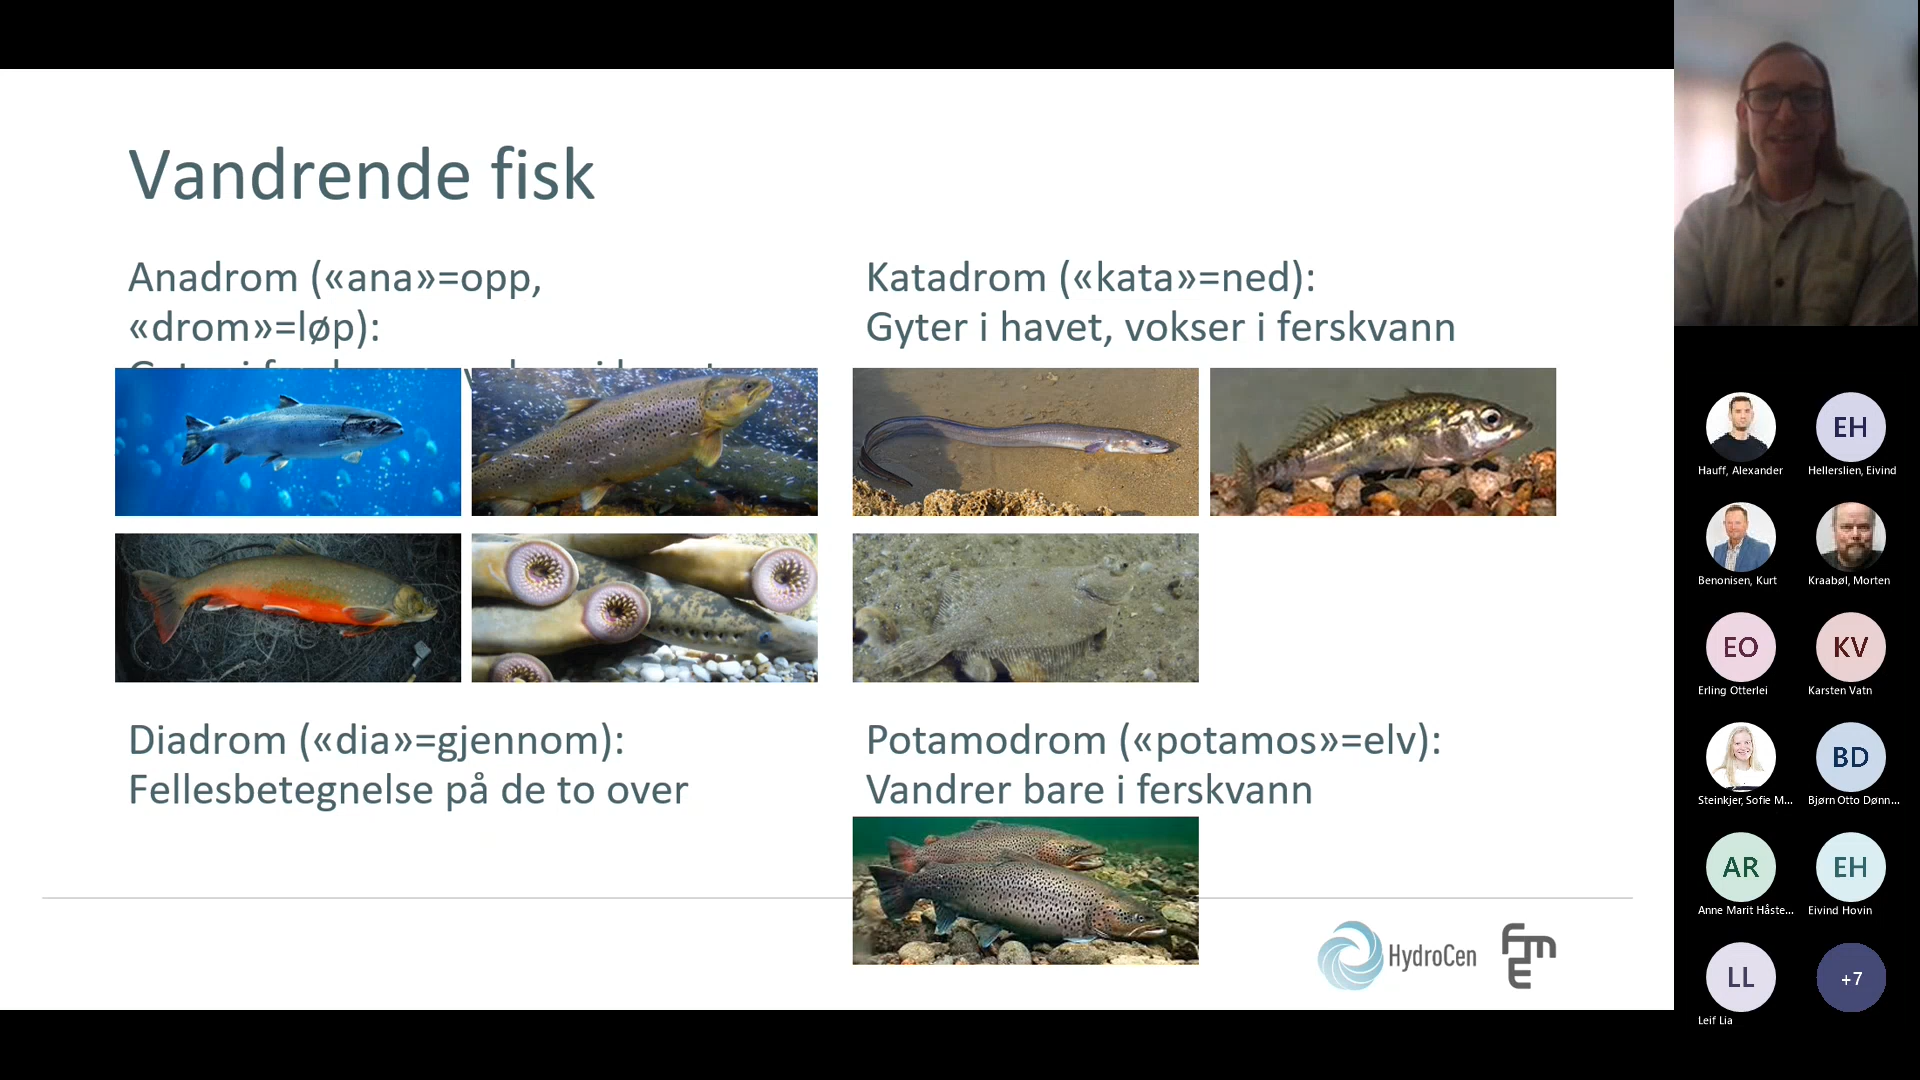 Vandrende fisk
Anadrom («ana»=opp,
«drom»=løp):
Katadrom («kata»=ned):
Gyter i havet, vokser i ferskvann
Diadrom («dia»=gjennom):
Fellesbetegnelse på de to over
Potamodrom («potamos»=elv):
Vandrer bare i ferskvann
HydroCen
FME
Hauff, Alexander
EH
Hellerslien, Eivind
Benonisen, Kurt
Kraabøl, Morten
EO
Erling Otterlei
KV
Karsten Vatn
Steinkjer, Sofie M...
BD
Bjørn Otto Dønn...
AR
Anne Marit Håste...
EH
Eivind Hovin
LL
Leif Lia
+7